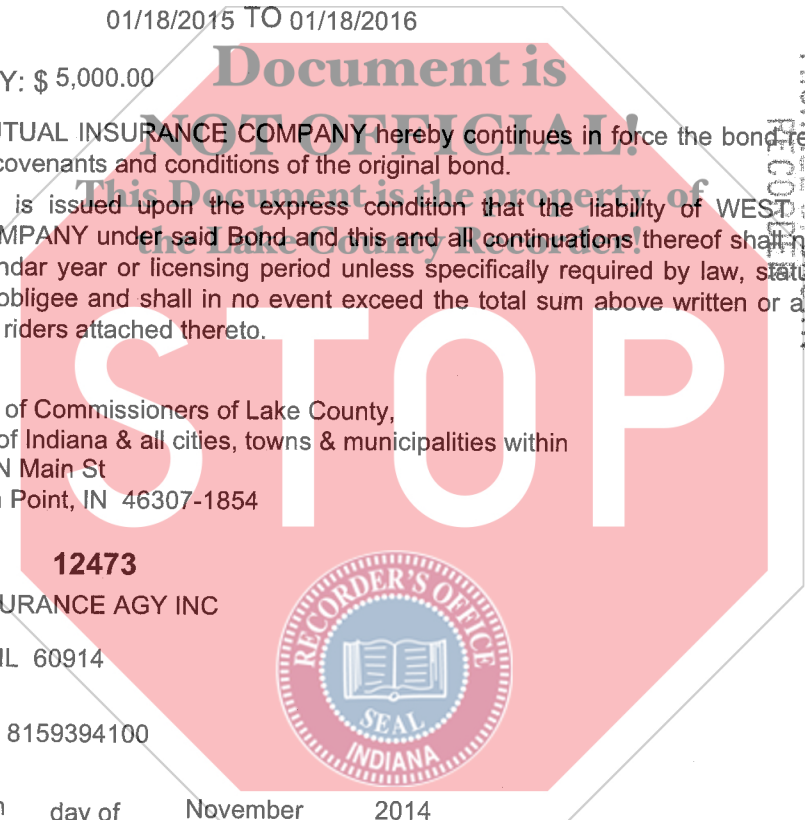 01/18/2015 TO 01/18/2016
Document is
Y: $ 5,000.00
NOT OFFICIAL!
UTUAL INSURANCE COMPANY hereby continues in force the bond re
covenants and conditions of the original bond.
This Document is the property of
is issued upon the express condition that the liability of WEST
MPANY under said Bond and this and all continuations thereof shall n
the Lake County Recorder!
ndar year or licensing period unless specifically required by law, statu
obligee and shall in no event exceed the total sum above written or a
riders attached thereto.
STOP
of Commissioners of Lake County,
of Indiana & all cities, towns & municipalities within
N Main St
Point, IN 46307-1854
12473
URANCE AGY INC
IL 60914
8159394100
RECORDER'S OFFICE
SEAL
INDIANA
day of November 2014